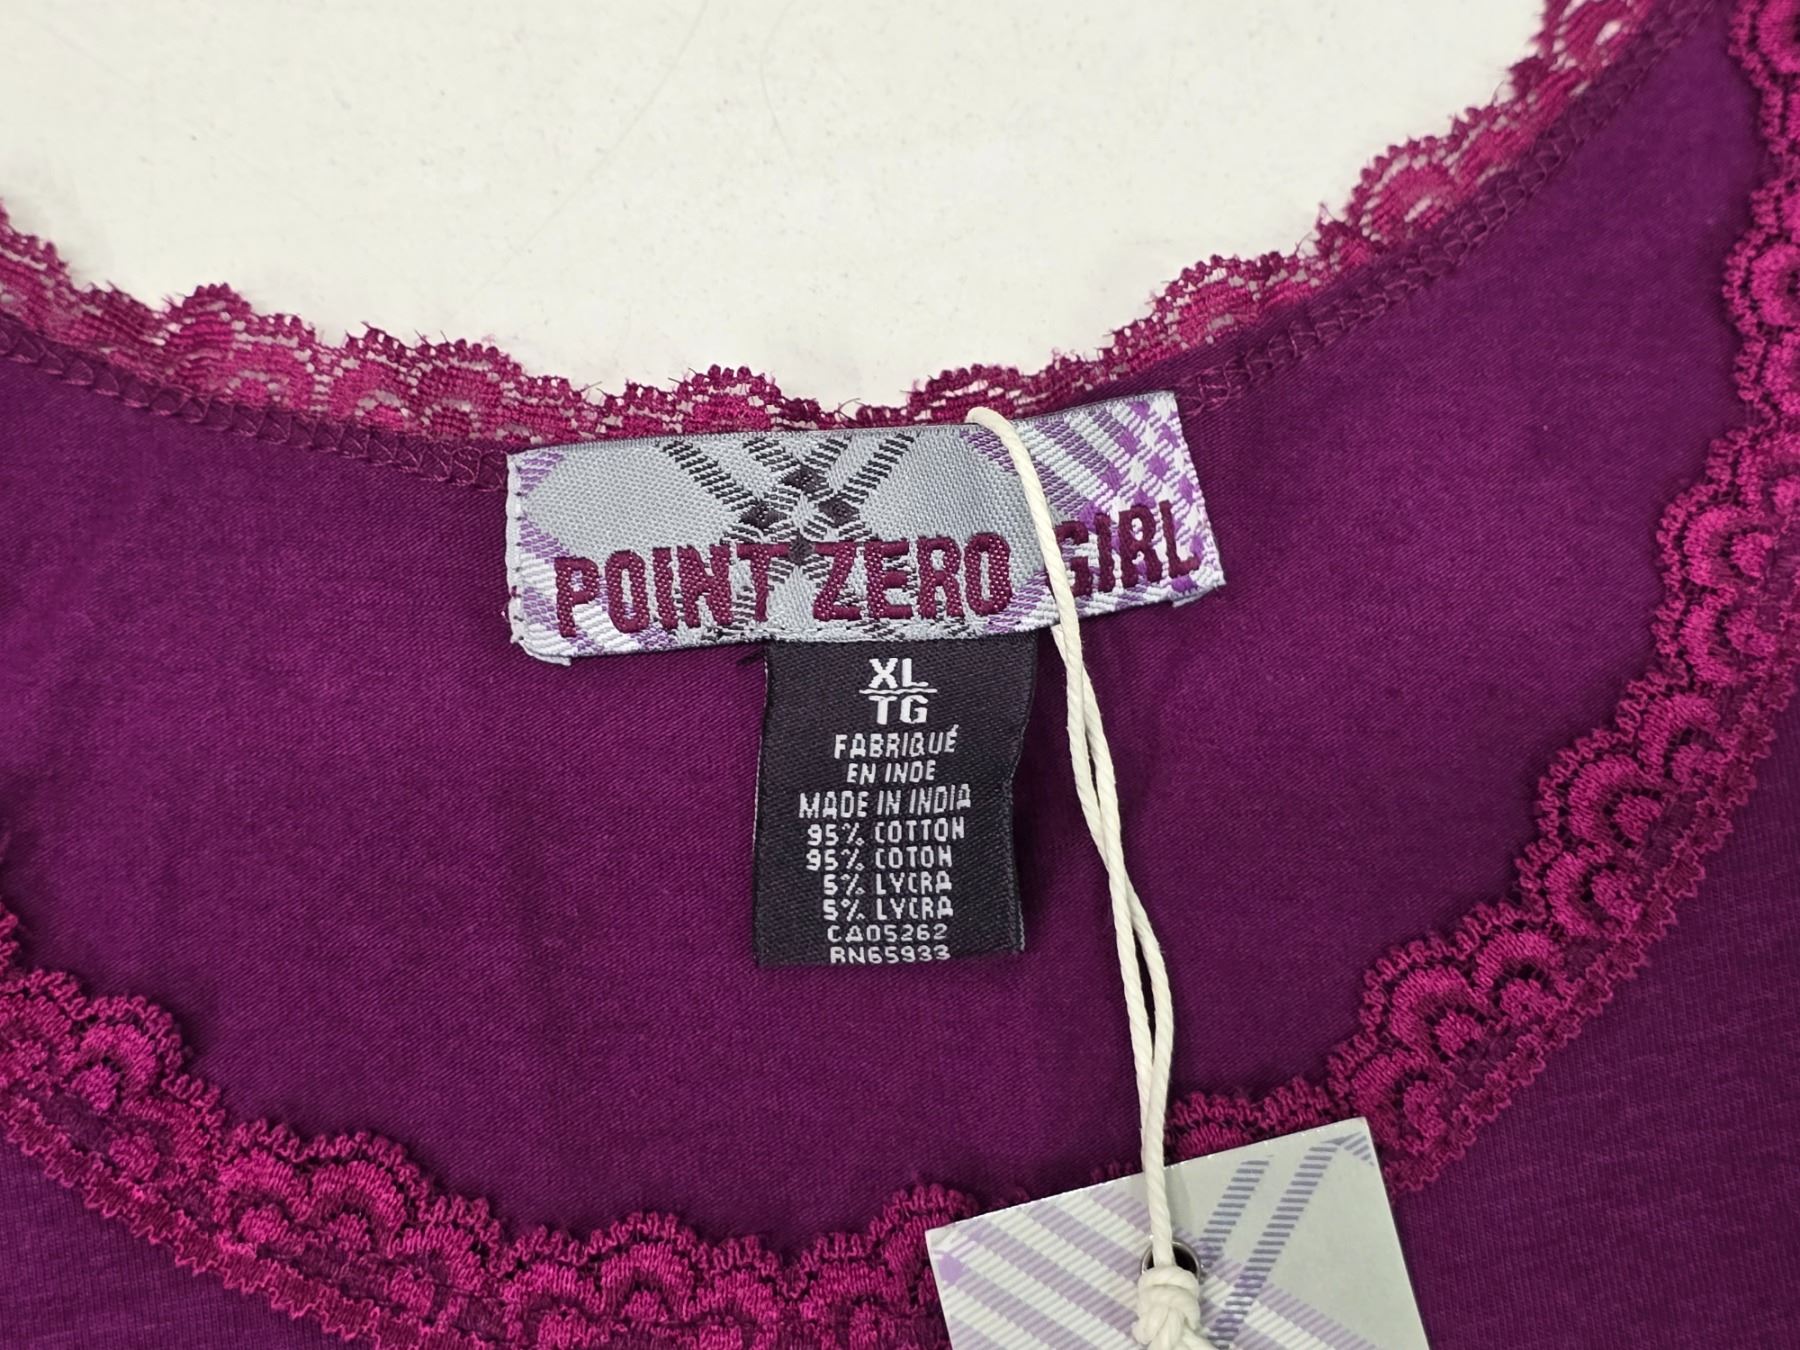 POINT ZERO GIRL
XL
TG
FABRIQUÉ
EN INDE
MADE IN INDIA
95% COTTON
95% COTON
5% LYCRA
5% LYCRA
CA05262
RN65933